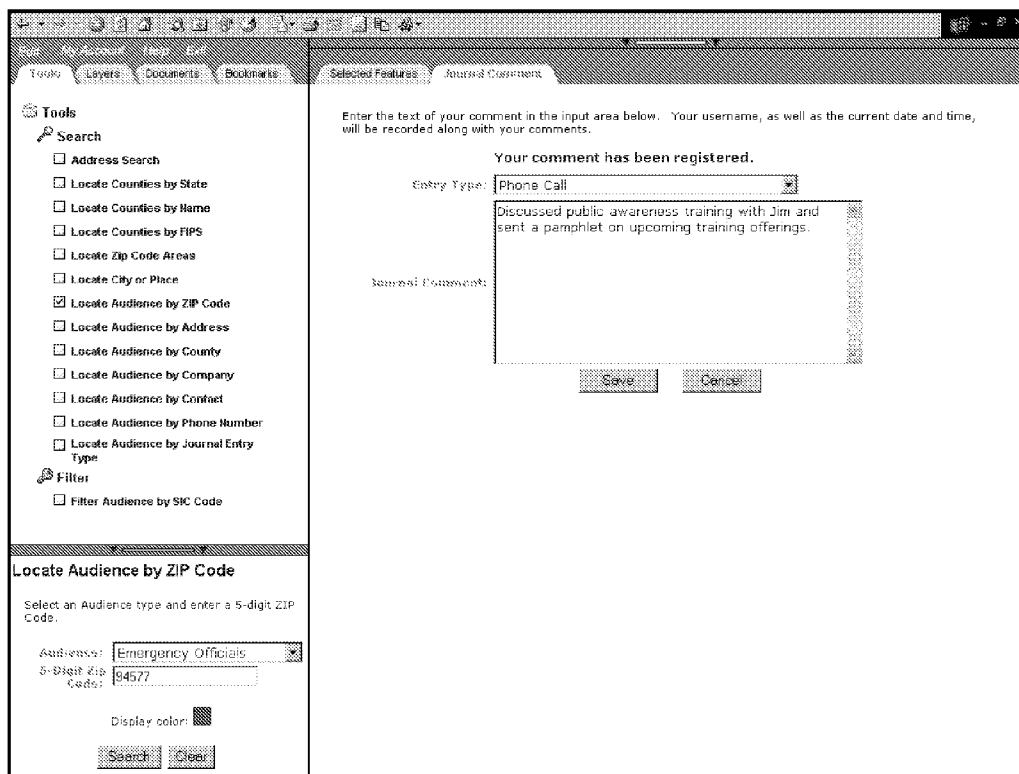 My Account Help Exit
Tools Layers Documents Bookmarks
Selected Features Journal Comment
Tools
Search
Address Search
Locate Counties by State
Locate Counties by Name
Locate Counties by FIPS
Locate Zip Code Areas
Locate City or Place
Locate Audience by ZIP Code
Locate Audience by Address
Locate Audience by County
Locate Audience by Company
Locate Audience by Contact
Locate Audience by Phone Number
Locate Audience by Journal Entry
Type
Filter
Filter Audience by SIC Code
Locate Audience by ZIP Code
Select an Audience type and enter a 5-digit ZIP
Code.
Audience: Emergency Officials
5-Digit Zip
Code: 94577
Display color:
Search Clear
Enter the text of your comment in the input area below. Your username, as well as the current date and time,
will be recorded along with your comments.
Your comment has been registered.
Entry Type: Phone Call
Journal Comment:
Discussed public awareness training with Jim and
sent a pamphlet on upcoming training offerings.
Save Cancel